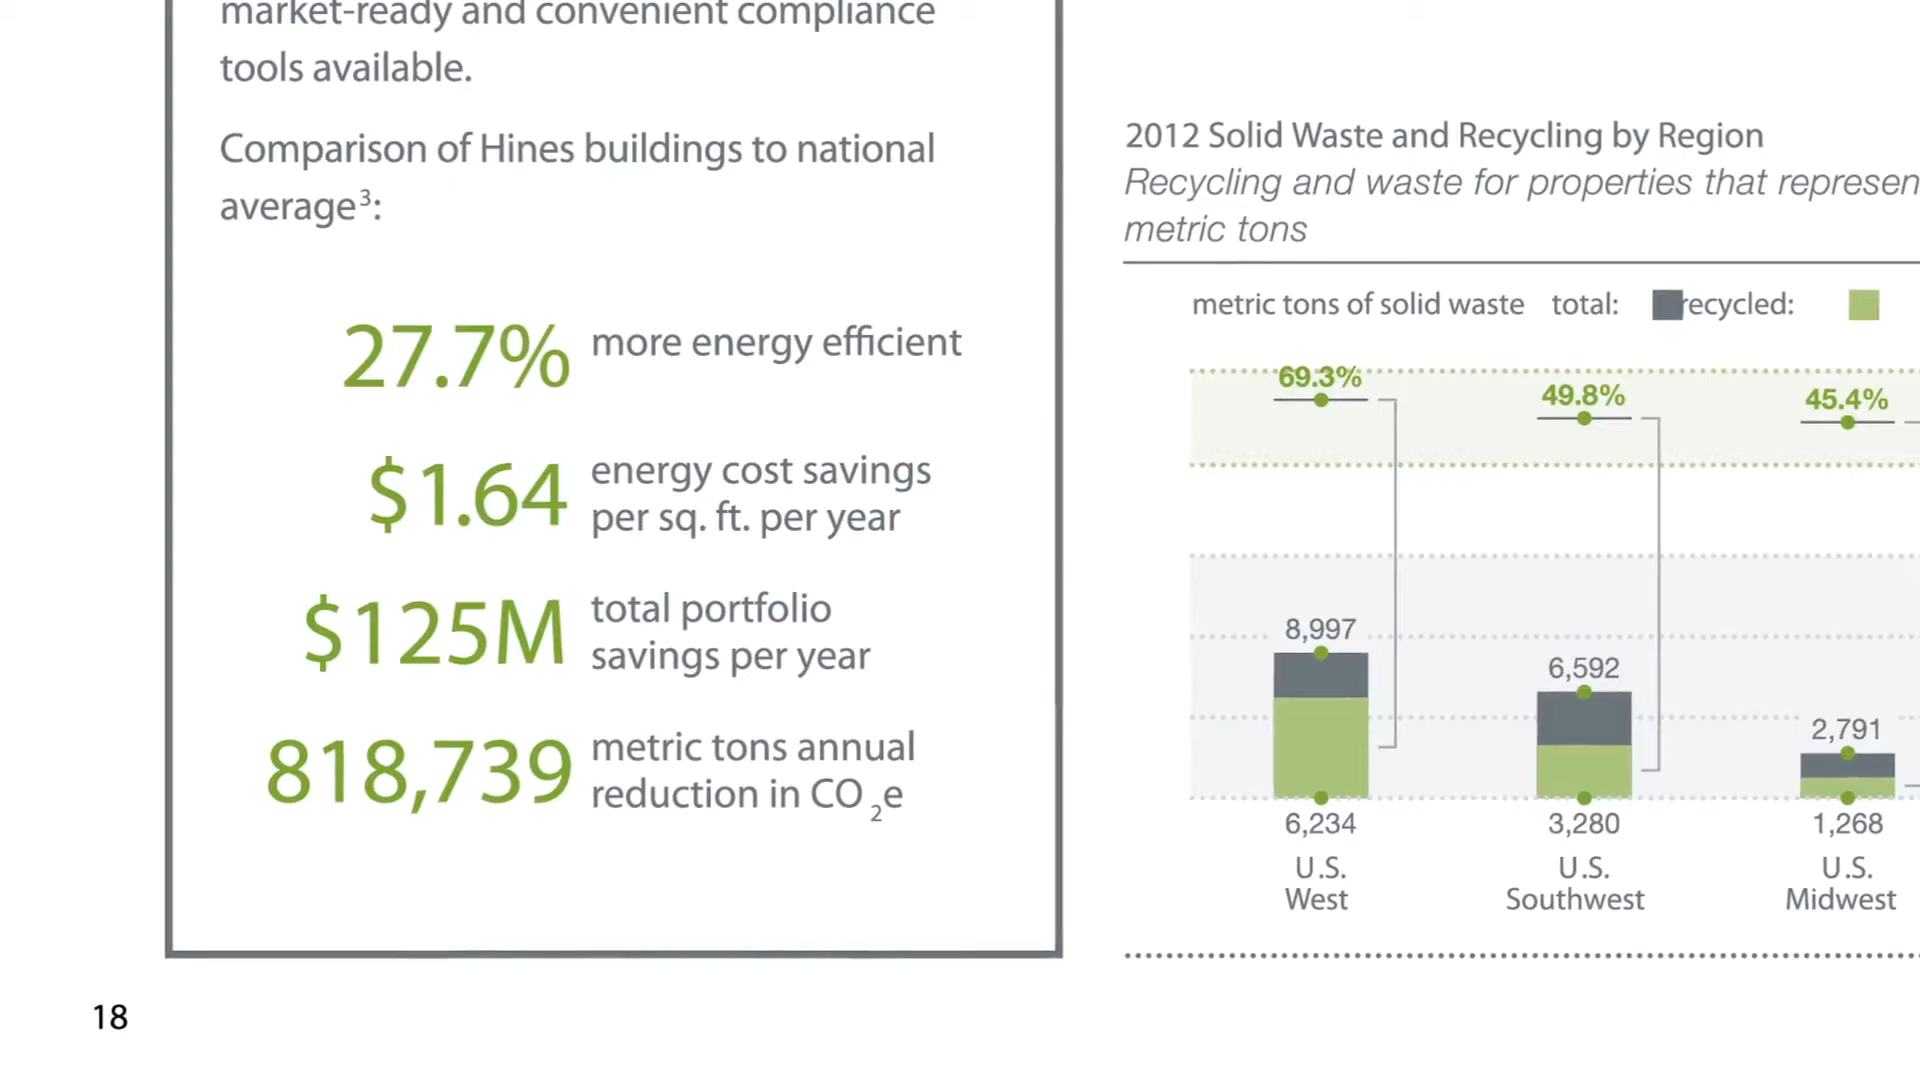 market-ready and convenient compliance
tools available.
Comparison of Hines buildings to national
average³:
27.7% more energy efficient
$1.64 energy cost savings
per sq. ft. per year
$125M total portfolio
savings per year
818,739 metric tons annual
reduction in CO₂e
18
2012 Solid Waste and Recycling by Region
Recycling and waste for properties that represen
metric tons
metric tons of solid waste total: recycled:
69.3% 49.8% 45.4%
8,997 6,592 2,791
6,234 3,280 1,268
U.S. U.S. U.S.
West Southwest Midwest